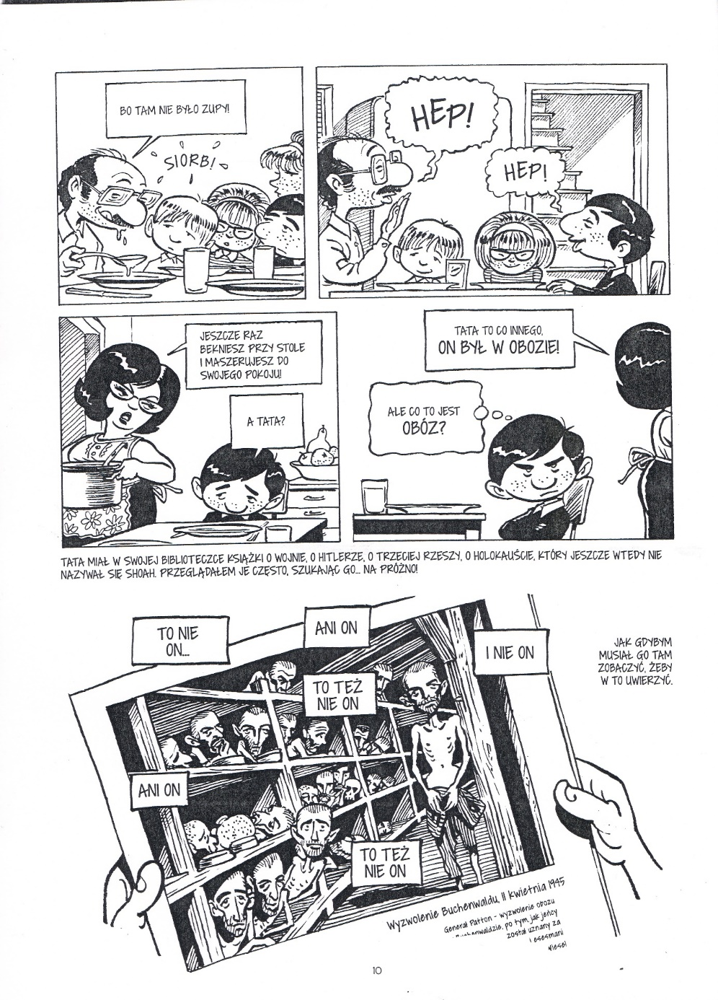 BO TAM NIE BYŁO ZUPY!
SIORB!
HEP!
HEP!
JESZCZE RAZ
BEKNIESZ PRZY STOLE
I MASZERUJESZ DO
SWOJEGO POKOJU!
A TATA?
TATA TO CO INNEGO,
ON BYŁ W OBOZIE!
ALE CO TO JEST
OBÓZ?
TATA MIAŁ W SWOJEJ BIBLIOTECZCE KSIĄŻKI O WOJNIE, O HITLERZE, O TRZECIEJ RZESZY, O HOLOKAUŚCIE, KTÓRY JESZCZE WTEDY NIE
NAZYWAŁ SIĘ SHOAH. PRZEGLĄDAŁEM JE CZĘSTO, SZUKAJĄC GO... NA PRÓŻNO!
TO NIE
ON...
ANI ON
I NIE ON
TO TEŻ
NIE ON
ANI ON
TO TEŻ
NIE ON
JAK GDYBYM
MUSIAŁ GO TAM
ZOBACZYĆ, ŻEBY
W TO UWIERZYĆ.
Wyzwolenie Buchenwaldu, 11 kwietnia 1945
Generał Patton - wyzwolenie obozu
po tym, jak jeńcy
został uznany za
i esesmani
Wiesel
10